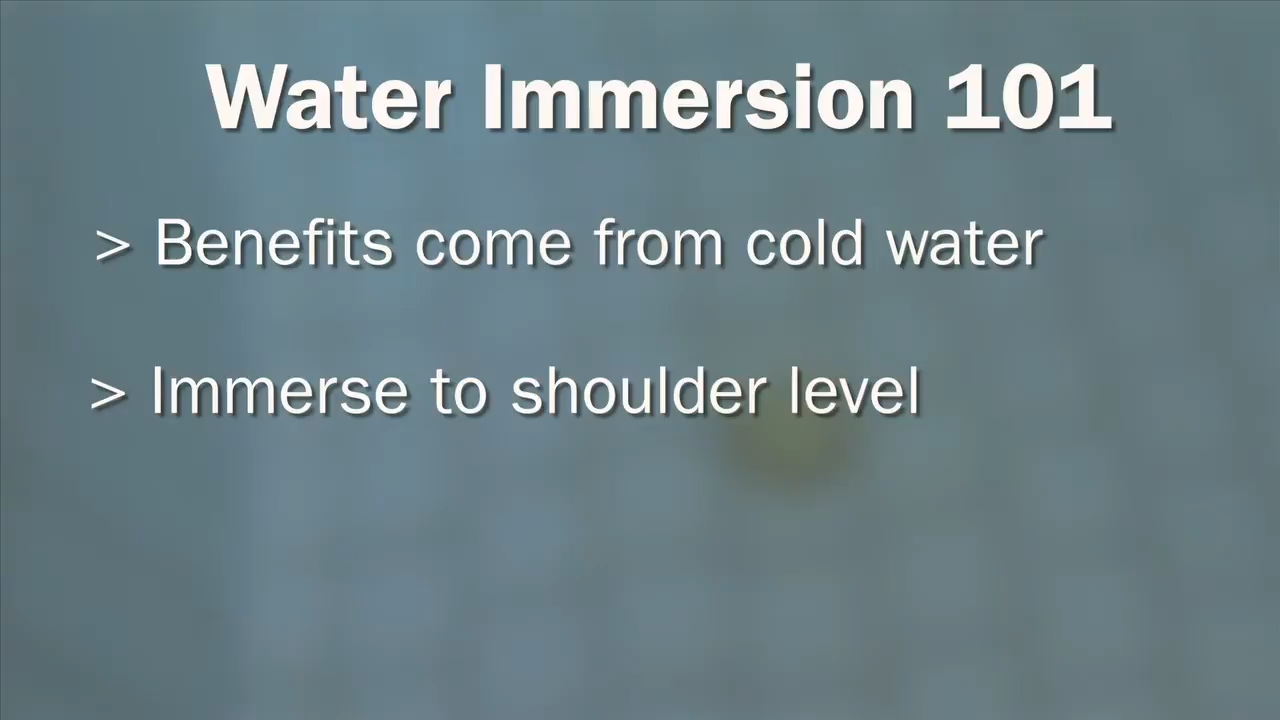 Water Immersion 101
> Benefits come from cold water
> Immerse to shoulder level